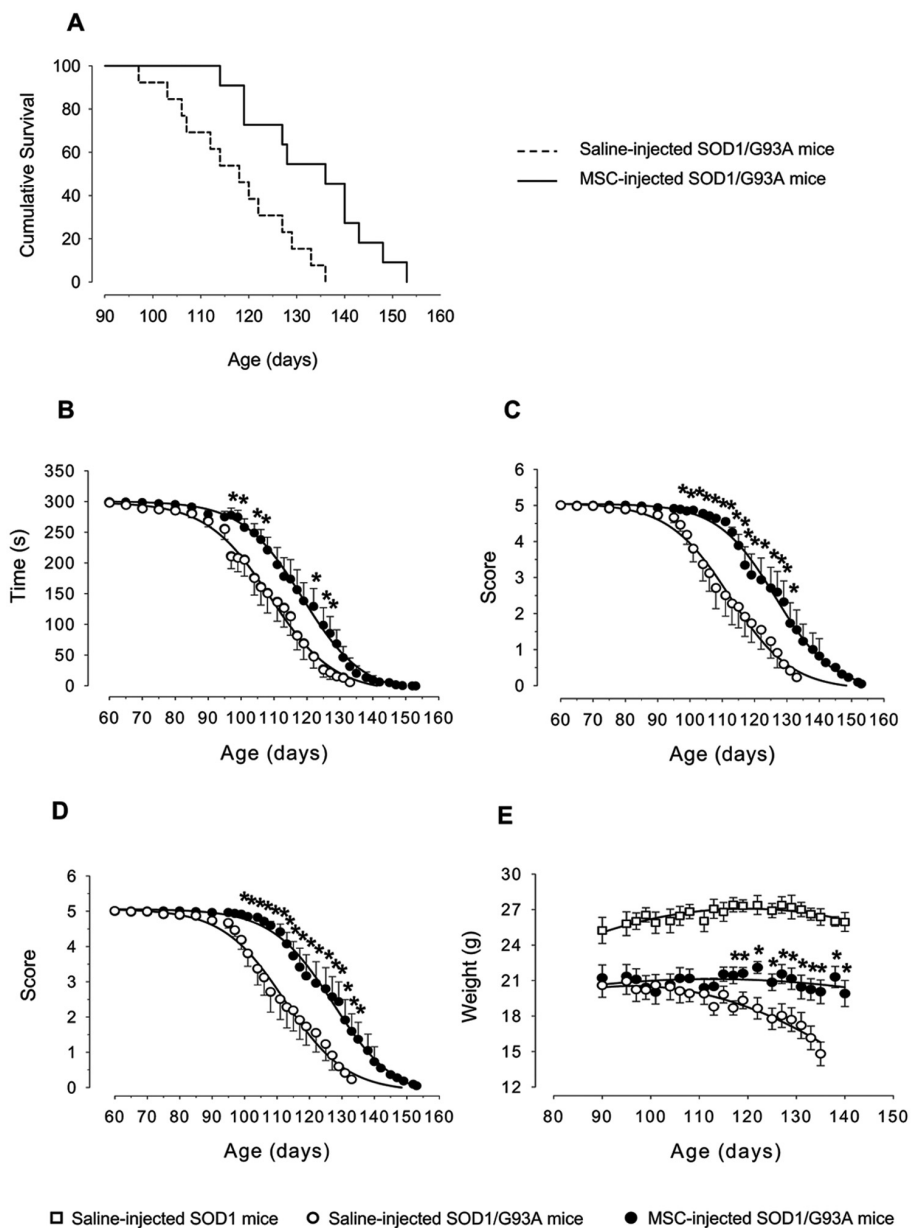 A
Cumulative Survival
100
80
60
40
20
0
90 100 110 120 130 140 150 160
Age (days)
Saline-injected SOD1/G93A mice
MSC-injected SOD1/G93A mice
B
Time (s)
350
300
250
200
150
100
50
0
60 70 80 90 100 110 120 130 140 150 160
Age (days)
* * * * * * *
C
Score
6
5
4
3
2
1
0
60 70 80 90 100 110 120 130 140 150 160
Age (days)
D
Score
6
5
4
3
2
1
0
60 70 80 90 100 110 120 130 140 150 160
Age (days)
E
Weight (g)
30
27
24
21
18
15
12
80 90 100 110 120 130 140 150
Age (days)
Saline-injected SOD1 mice Saline-injected SOD1/G93A mice MSC-injected SOD1/G93A mice